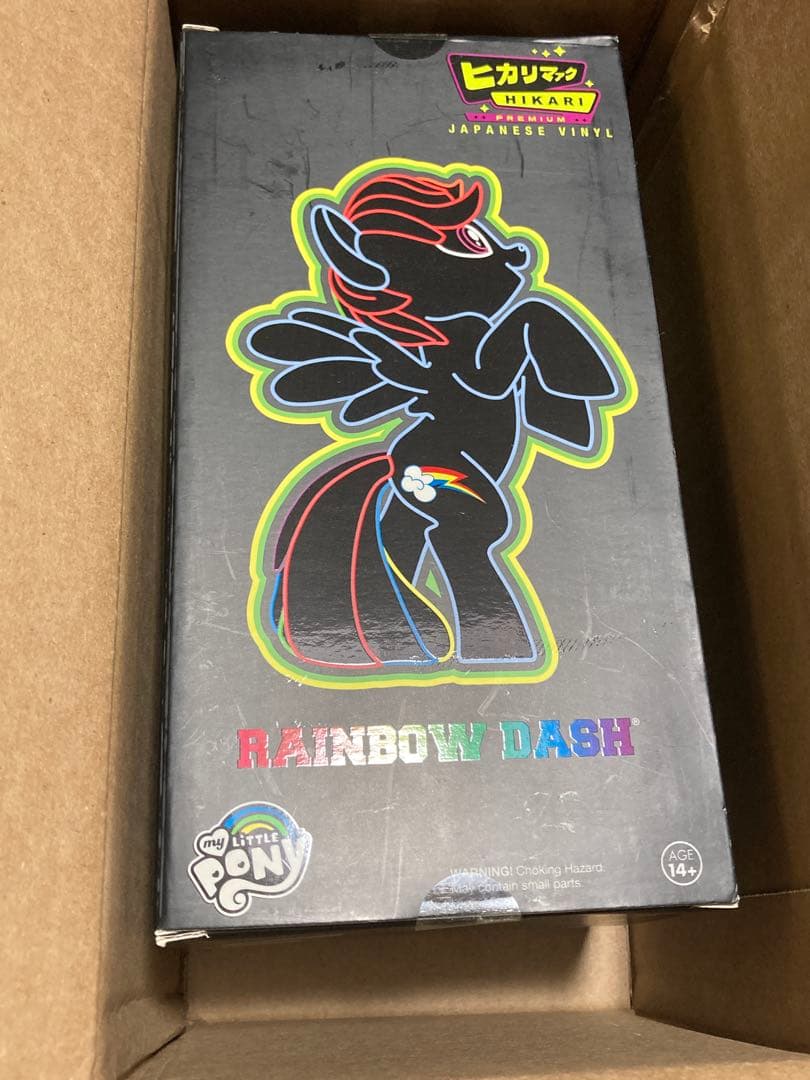 ヒカリマァク
HIKARI
PREMIUM
JAPANESE VINYL
RAINBOW DASH®
my LiTTLE
PONY
WARNING! Choking Hazard.
May contain small parts.
AGE
14+